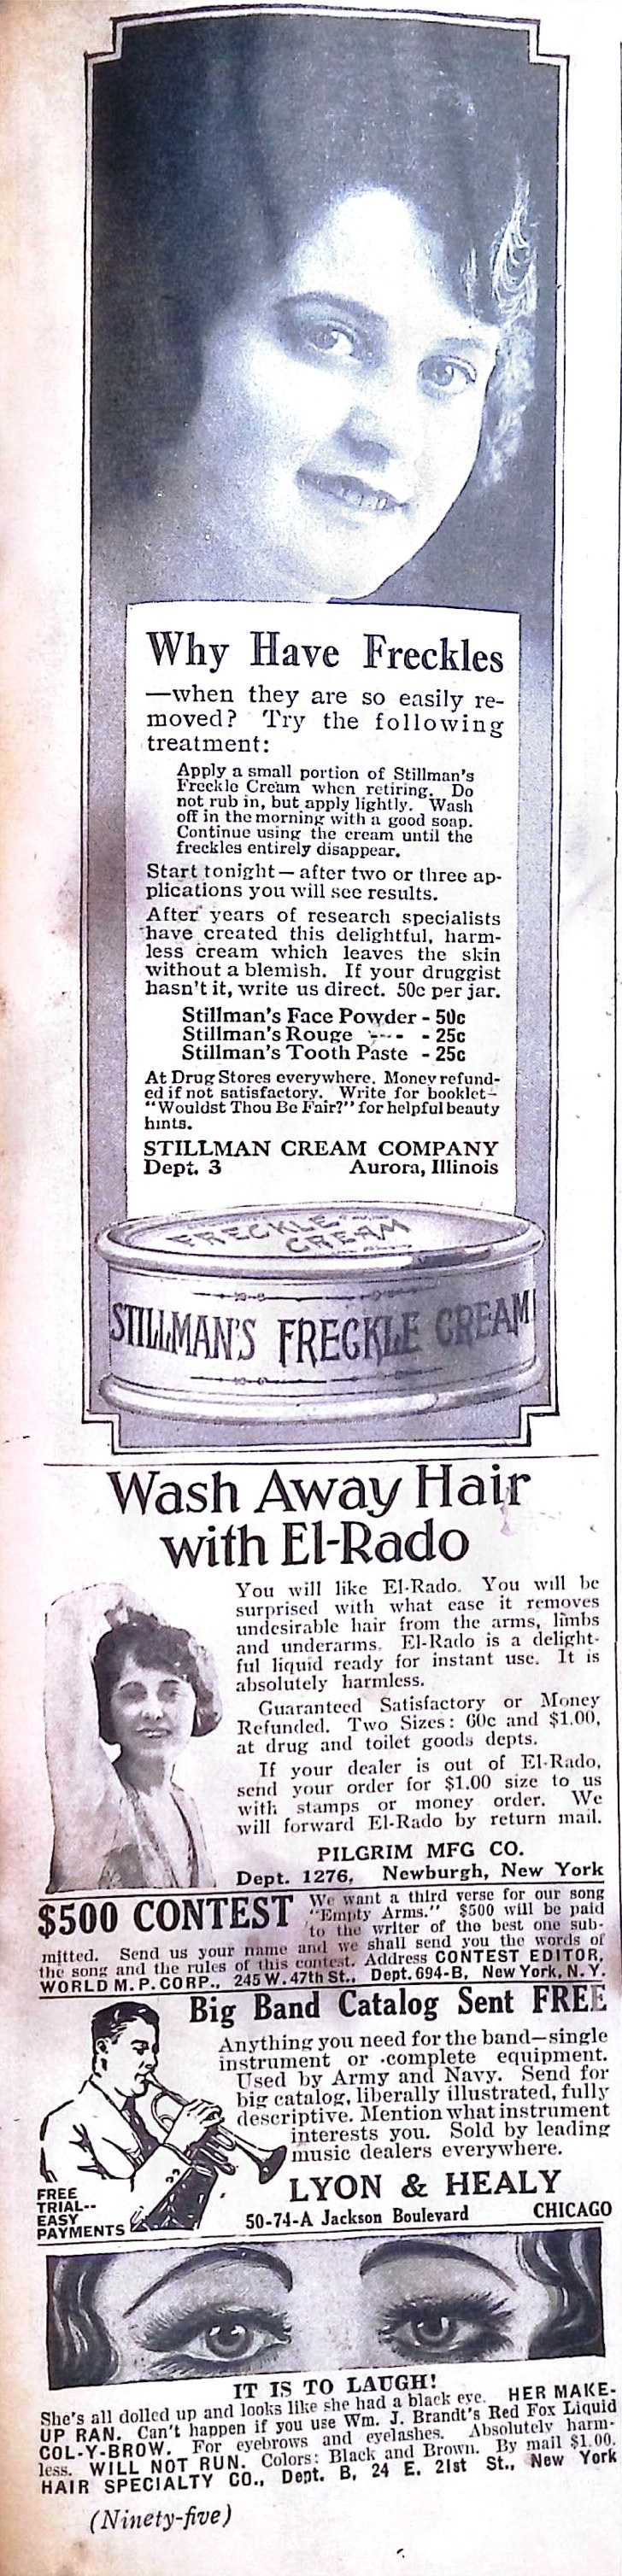 Why Have Freckles
—when they are so easily re-
moved? Try the following
treatment:
Apply a small portion of Stillman's
Freckle Cream when retiring. Do
not rub in, but apply lightly. Wash
off in the morning with a good soap.
Continue using the cream until the
freckles entirely disappear.
Start tonight—after two or three ap-
plications you will see results.
After years of research specialists
have created this delightful, harm-
less cream which leaves the skin
without a blemish. If your druggist
hasn't it, write us direct. 50c per jar.
Stillman's Face Powder - 50c
Stillman's Rouge - - - - 25c
Stillman's Tooth Paste - 25c
At Drug Stores everywhere. Money refund-
ed if not satisfactory. Write for booklet—
"Wouldst Thou Be Fair?" for helpful beauty
hints.
STILLMAN CREAM COMPANY
Dept. 3 Aurora, Illinois
FRECKLE
CREAM
STILLMAN'S FRECKLE CREAM
Wash Away Hair
with El-Rado
You will like El-Rado. You will be
surprised with what ease it removes
undesirable hair from the arms, limbs
and underarms. El-Rado is a delight-
ful liquid ready for instant use. It is
absolutely harmless.
Guaranteed Satisfactory or Money
Refunded. Two Sizes: 60c and $1.00,
at drug and toilet goods depts.
If your dealer is out of El-Rado,
send your order for $1.00 size to us
with stamps or money order. We
will forward El-Rado by return mail.
PILGRIM MFG CO.
Dept. 1276, Newburgh, New York
$500 CONTEST We want a third verse for our song
"Empty Arms." $500 will be paid
to the writer of the best one sub-
mitted. Send us your name and we shall send you the words of
the song and the rules of this contest. Address CONTEST EDITOR,
WORLD M. P. CORP., 245 W. 47th St., Dept. 694-B, New York, N. Y.
Big Band Catalog Sent FREE
Anything you need for the band—single
instrument or complete equipment.
Used by Army and Navy. Send for
big catalog, liberally illustrated, fully
descriptive. Mention what instrument
interests you. Sold by leading
music dealers everywhere.
FREE
TRIAL--
EASY
PAYMENTS
LYON & HEALY
50-74-A Jackson Boulevard CHICAGO
IT IS TO LAUGH!
She's all dolled up and looks like she had a black eye. HER MAKE-
UP RAN. Can't happen if you use Wm. J. Brandt's Red Fox Liquid
COL-Y-BROW. For eyebrows and eyelashes. Absolutely harm-
less. WILL NOT RUN. Colors: Black and Brown. By mail $1.00.
HAIR SPECIALTY CO., Dept. B, 24 E. 21st St., New York
(Ninety-five)